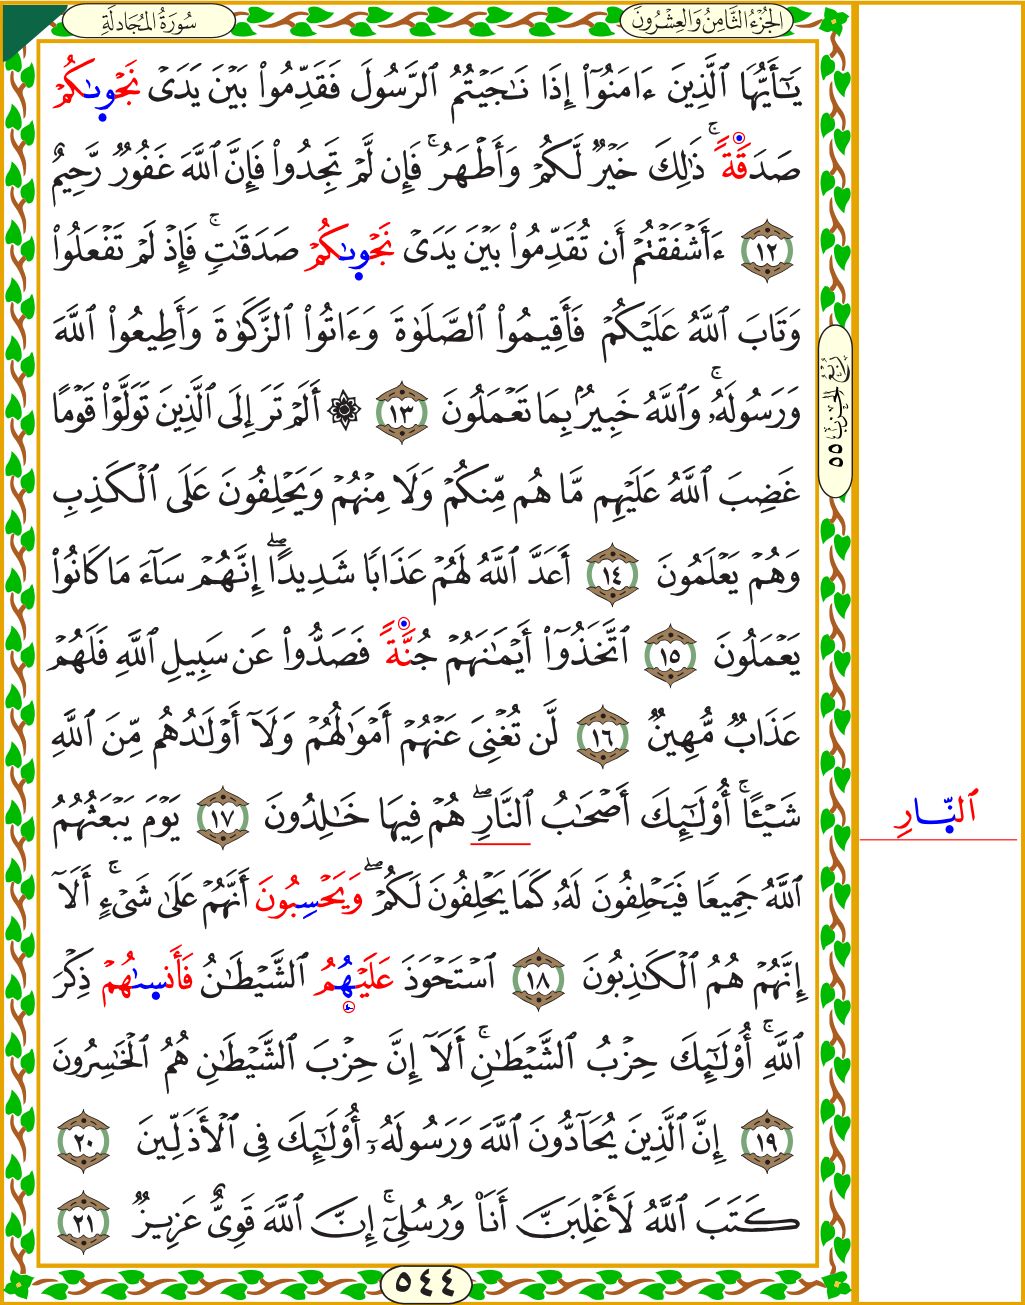 سُورَةُ المُجَادلَةِ
الجُزْءُ الثَّامِنُ وَالعِشْرُونَ
يَـٰٓأَيُّهَا ٱلَّذِينَ ءَامَنُوٓاْ إِذَا نَـٰجَيْتُمُ ٱلرَّسُولَ فَقَدِّمُواْ بَيْنَ يَدَىْ نَجْوىٰكُمْ
صَدَقَةًۚ ذَٰلِكَ خَيْرٌ لَّكُمْ وَأَطْهَرُۚ فَإِن لَّمْ تَجِدُواْ فَإِنَّ ٱللَّهَ غَفُورٌ رَّحِيمٌ
١٢ ءَأَشْفَقْتُمْ أَن تُقَدِّمُواْ بَيْنَ يَدَىْ نَجْوىٰكُمْ صَدَقَـٰتٍۚ فَإِذْ لَمْ تَفْعَلُواْ
وَتَابَ ٱللَّهُ عَلَيْكُمْ فَأَقِيمُواْ ٱلصَّلَوٰةَ وَءَاتُواْ ٱلزَّكَوٰةَ وَأَطِيعُواْ ٱللَّهَ
وَرَسُولَهُۥۚ وَٱللَّهُ خَبِيرُۢ بِمَا تَعْمَلُونَ ١٣ ۞ أَلَمْ تَرَ إِلَى ٱلَّذِينَ تَوَلَّوْاْ قَوْمًا
غَضِبَ ٱللَّهُ عَلَيْهِم مَّا هُم مِّنكُمْ وَلَا مِنْهُمْ وَيَحْلِفُونَ عَلَى ٱلْكَذِبِ
وَهُمْ يَعْلَمُونَ ١٤ أَعَدَّ ٱللَّهُ لَهُمْ عَذَابًا شَدِيدًاۖ إِنَّهُمْ سَآءَ مَا كَانُواْ
يَعْمَلُونَ ١٥ ٱتَّخَذُوٓاْ أَيْمَـٰنَهُمْ جُنَّةً فَصَدُّواْ عَن سَبِيلِ ٱللَّهِ فَلَهُمْ
عَذَابٌ مُّهِينٌ ١٦ لَّن تُغْنِىَ عَنْهُمْ أَمْوَٰلُهُمْ وَلَآ أَوْلَـٰدُهُم مِّنَ ٱللَّهِ
شَيْـًٔاۚ أُوْلَـٰٓئِكَ أَصْحَـٰبُ ٱلنَّارِۖ هُمْ فِيهَا خَـٰلِدُونَ ١٧ يَوْمَ يَبْعَثُهُمُ
ٱللَّهُ جَمِيعًا فَيَحْلِفُونَ لَهُۥ كَمَا يَحْلِفُونَ لَكُمْۖ وَيَحْسِبُونَ أَنَّهُمْ عَلَىٰ شَىْءٍۚ أَلَآ
إِنَّهُمْ هُمُ ٱلْكَـٰذِبُونَ ١٨ ٱسْتَحْوَذَ عَلَيْهُمُ ٱلشَّيْطَـٰنُ فَأَنسىٰهُمْ ذِكْرَ
ٱللَّهِۚ أُوْلَـٰٓئِكَ حِزْبُ ٱلشَّيْطَـٰنِۚ أَلَآ إِنَّ حِزْبَ ٱلشَّيْطَـٰنِ هُمُ ٱلْخَـٰسِرُونَ
١٩ إِنَّ ٱلَّذِينَ يُحَآدُّونَ ٱللَّهَ وَرَسُولَهُۥٓ أُوْلَـٰٓئِكَ فِى ٱلْأَذَلِّينَ ٢٠
كَتَبَ ٱللَّهُ لَأَغْلِبَنَّ أَنَا۠ وَرُسُلِىٓۚ إِنَّ ٱللَّهَ قَوِىٌّ عَزِيزٌ ٢١
رُبْعُ الحِزْبِ ٥٥
ٱلنّارِ
٥٤٤